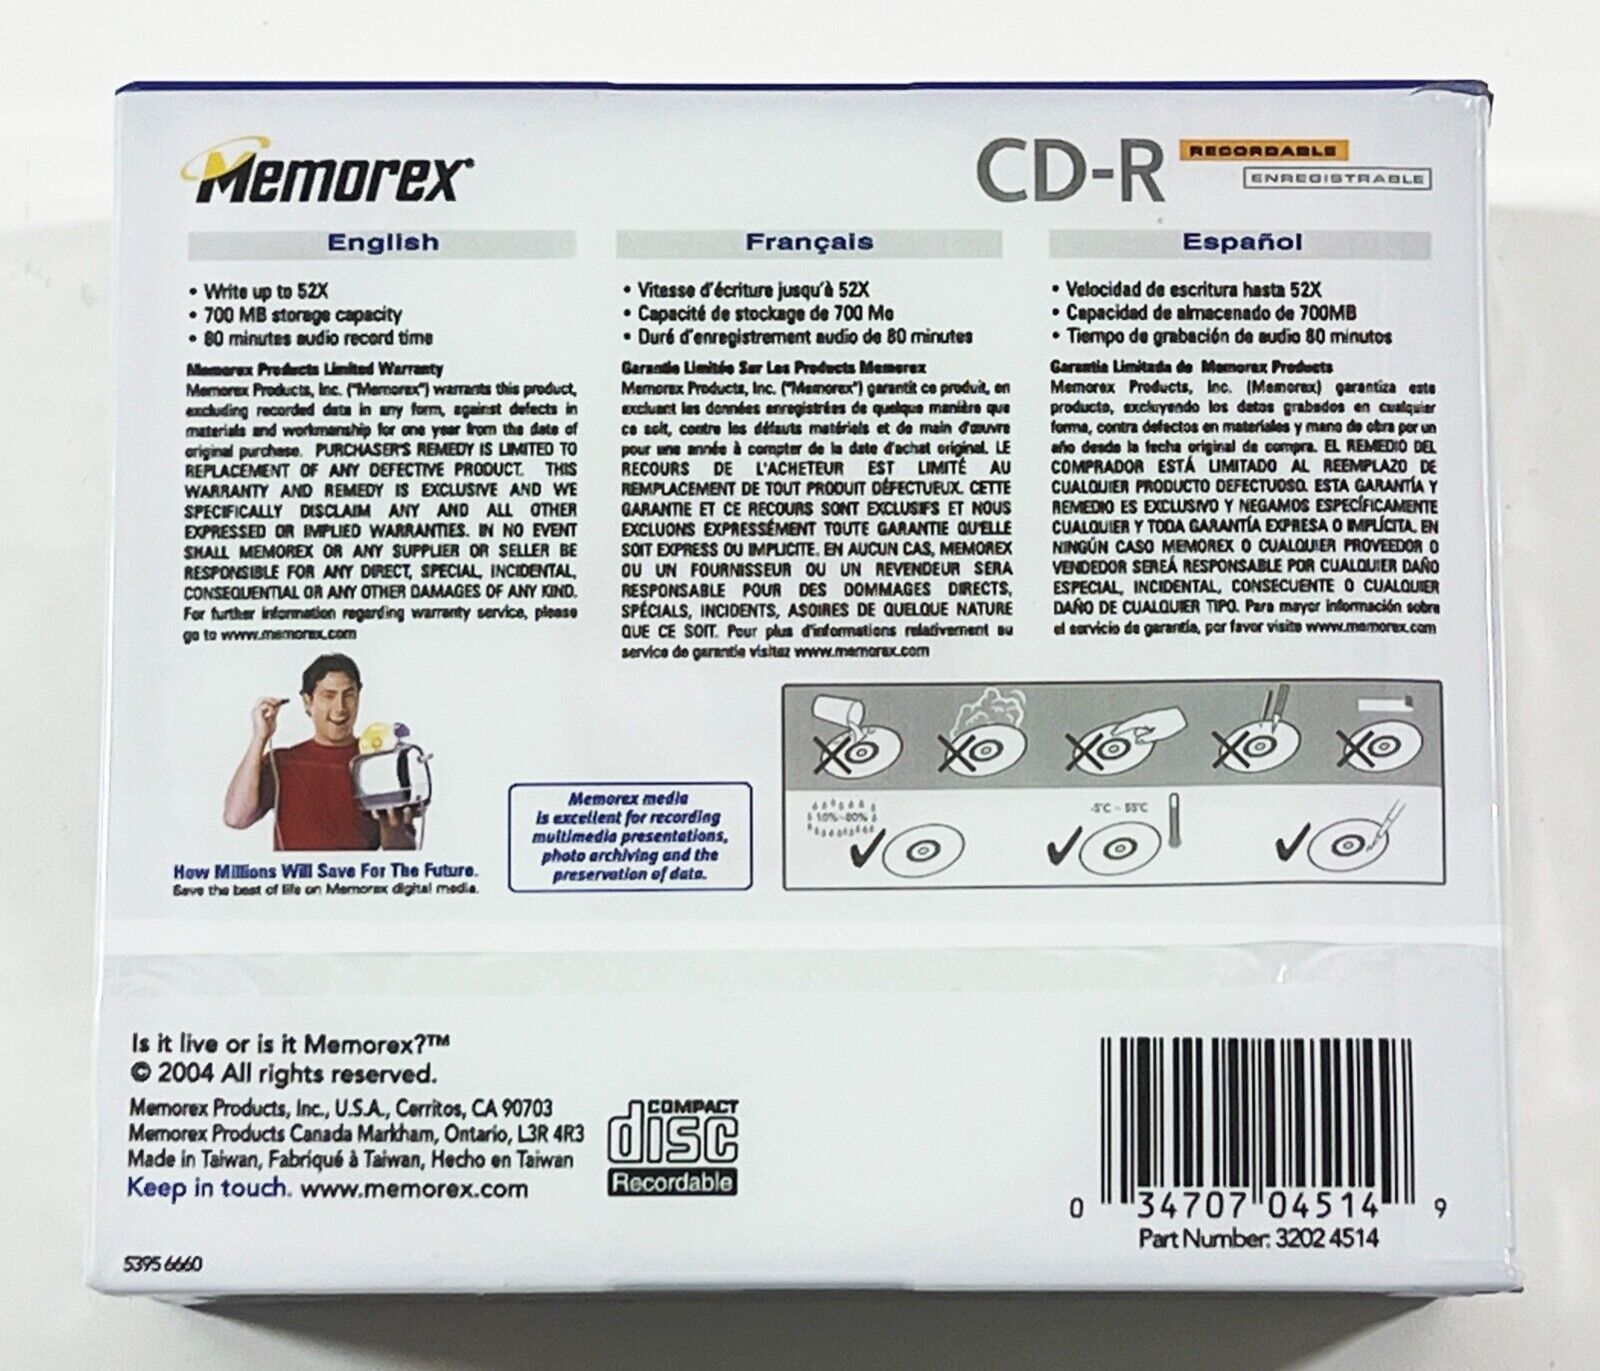 Memorex
CD-R
RECORDABLE
ENREGISTRABLE
English
• Write up to 52X
• 700 MB storage capacity
• 80 minutes audio record time
Memorex Products Limited Warranty
Memorex Products, Inc. ("Memorex") warrants this product,
excluding recorded data in any form, against defects in
materials and workmanship for one year from the date of
original purchase. PURCHASER'S REMEDY IS LIMITED TO
REPLACEMENT OF ANY DEFECTIVE PRODUCT. THIS
WARRANTY AND REMEDY IS EXCLUSIVE AND WE
SPECIFICALLY DISCLAIM ANY AND ALL OTHER
EXPRESSED OR IMPLIED WARRANTIES. IN NO EVENT
SHALL MEMOREX OR ANY SUPPLIER OR SELLER BE
RESPONSIBLE FOR ANY DIRECT, SPECIAL, INCIDENTAL,
CONSEQUENTIAL OR ANY OTHER DAMAGES OF ANY KIND.
For further information regarding warranty service, please
go to www.memorex.com
Français
• Vitesse d'écriture jusqu'à 52X
• Capacité de stockage de 700 Mo
• Duré d'enregistrement audio de 80 minutes
Garantie Limitée Sur Les Products Memorex
Memorex Products, Inc. ("Memorex") garantit ce produit, en
excluant les données enregistrées de quelque manière que
ce soit, contre les défauts matériels et de main d'œuvre
pour une année à compter de la date d'achat original. LE
RECOURS DE L'ACHETEUR EST LIMITÉ AU
REMPLACEMENT DE TOUT PRODUIT DÉFECTUEUX. CETTE
GARANTIE ET CE RECOURS SONT EXCLUSIFS ET NOUS
EXCLUONS EXPRESSÉMENT TOUTE GARANTIE QU'ELLE
SOIT EXPRESS OU IMPLICITE. EN AUCUN CAS, MEMOREX
OU UN FOURNISSEUR OU UN REVENDEUR SERA
RESPONSABLE POUR DES DOMMAGES DIRECTS,
SPÉCIALS, INCIDENTS, ASOIRES DE QUELQUE NATURE
QUE CE SOIT. Pour plus d'informations relativement au
service de garantie visitez www.memorex.com
Español
• Velocidad de escritura hasta 52X
• Capacidad de almacenado de 700MB
• Tiempo de grabación de audio 80 minutos
Garantia Limitada de Memorex Products
Memorex Products, Inc. (Memorex) garantiza este
producto, excluyendo los datos grabados en cualquier
forma, contra defectos en materiales y mano de obra por un
año desde la fecha original de compra. EL REMEDIO DEL
COMPRADOR ESTÁ LIMITADO AL REEMPLAZO DE
CUALQUIER PRODUCTO DEFECTUOSO. ESTA GARANTÍA Y
REMEDIO ES EXCLUSIVO Y NEGAMOS ESPECÍFICAMENTE
CUALQUIER Y TODA GARANTÍA EXPRESA O IMPLÍCITA. EN
NINGÚN CASO MEMOREX O CUALQUIER PROVEEDOR O
VENDEDOR SEREÁ RESPONSABLE POR CUALQUIER DAÑO
ESPECIAL, INCIDENTAL, CONSECUENTE O CUALQUIER
DAÑO DE CUALQUIER TIPO. Para mayor información sobre
el servicio de garantía, por favor visite www.memorex.com
How Millions Will Save For The Future.
Save the best of life on Memorex digital media.
Memorex media
is excellent for recording
multimedia presentations,
photo archiving and the
preservation of data.
10%~80%
-5°C ~ 55°C
Is it live or is it Memorex?™
© 2004 All rights reserved.
Memorex Products, Inc., U.S.A., Cerritos, CA 90703
Memorex Products Canada Markham, Ontario, L3R 4R3
Made in Taiwan, Fabriqué à Taiwan, Hecho en Taiwan
Keep in touch. www.memorex.com
5395 6660
COMPACT
disc
Recordable
0 34707 04514 9
Part Number: 3202 4514